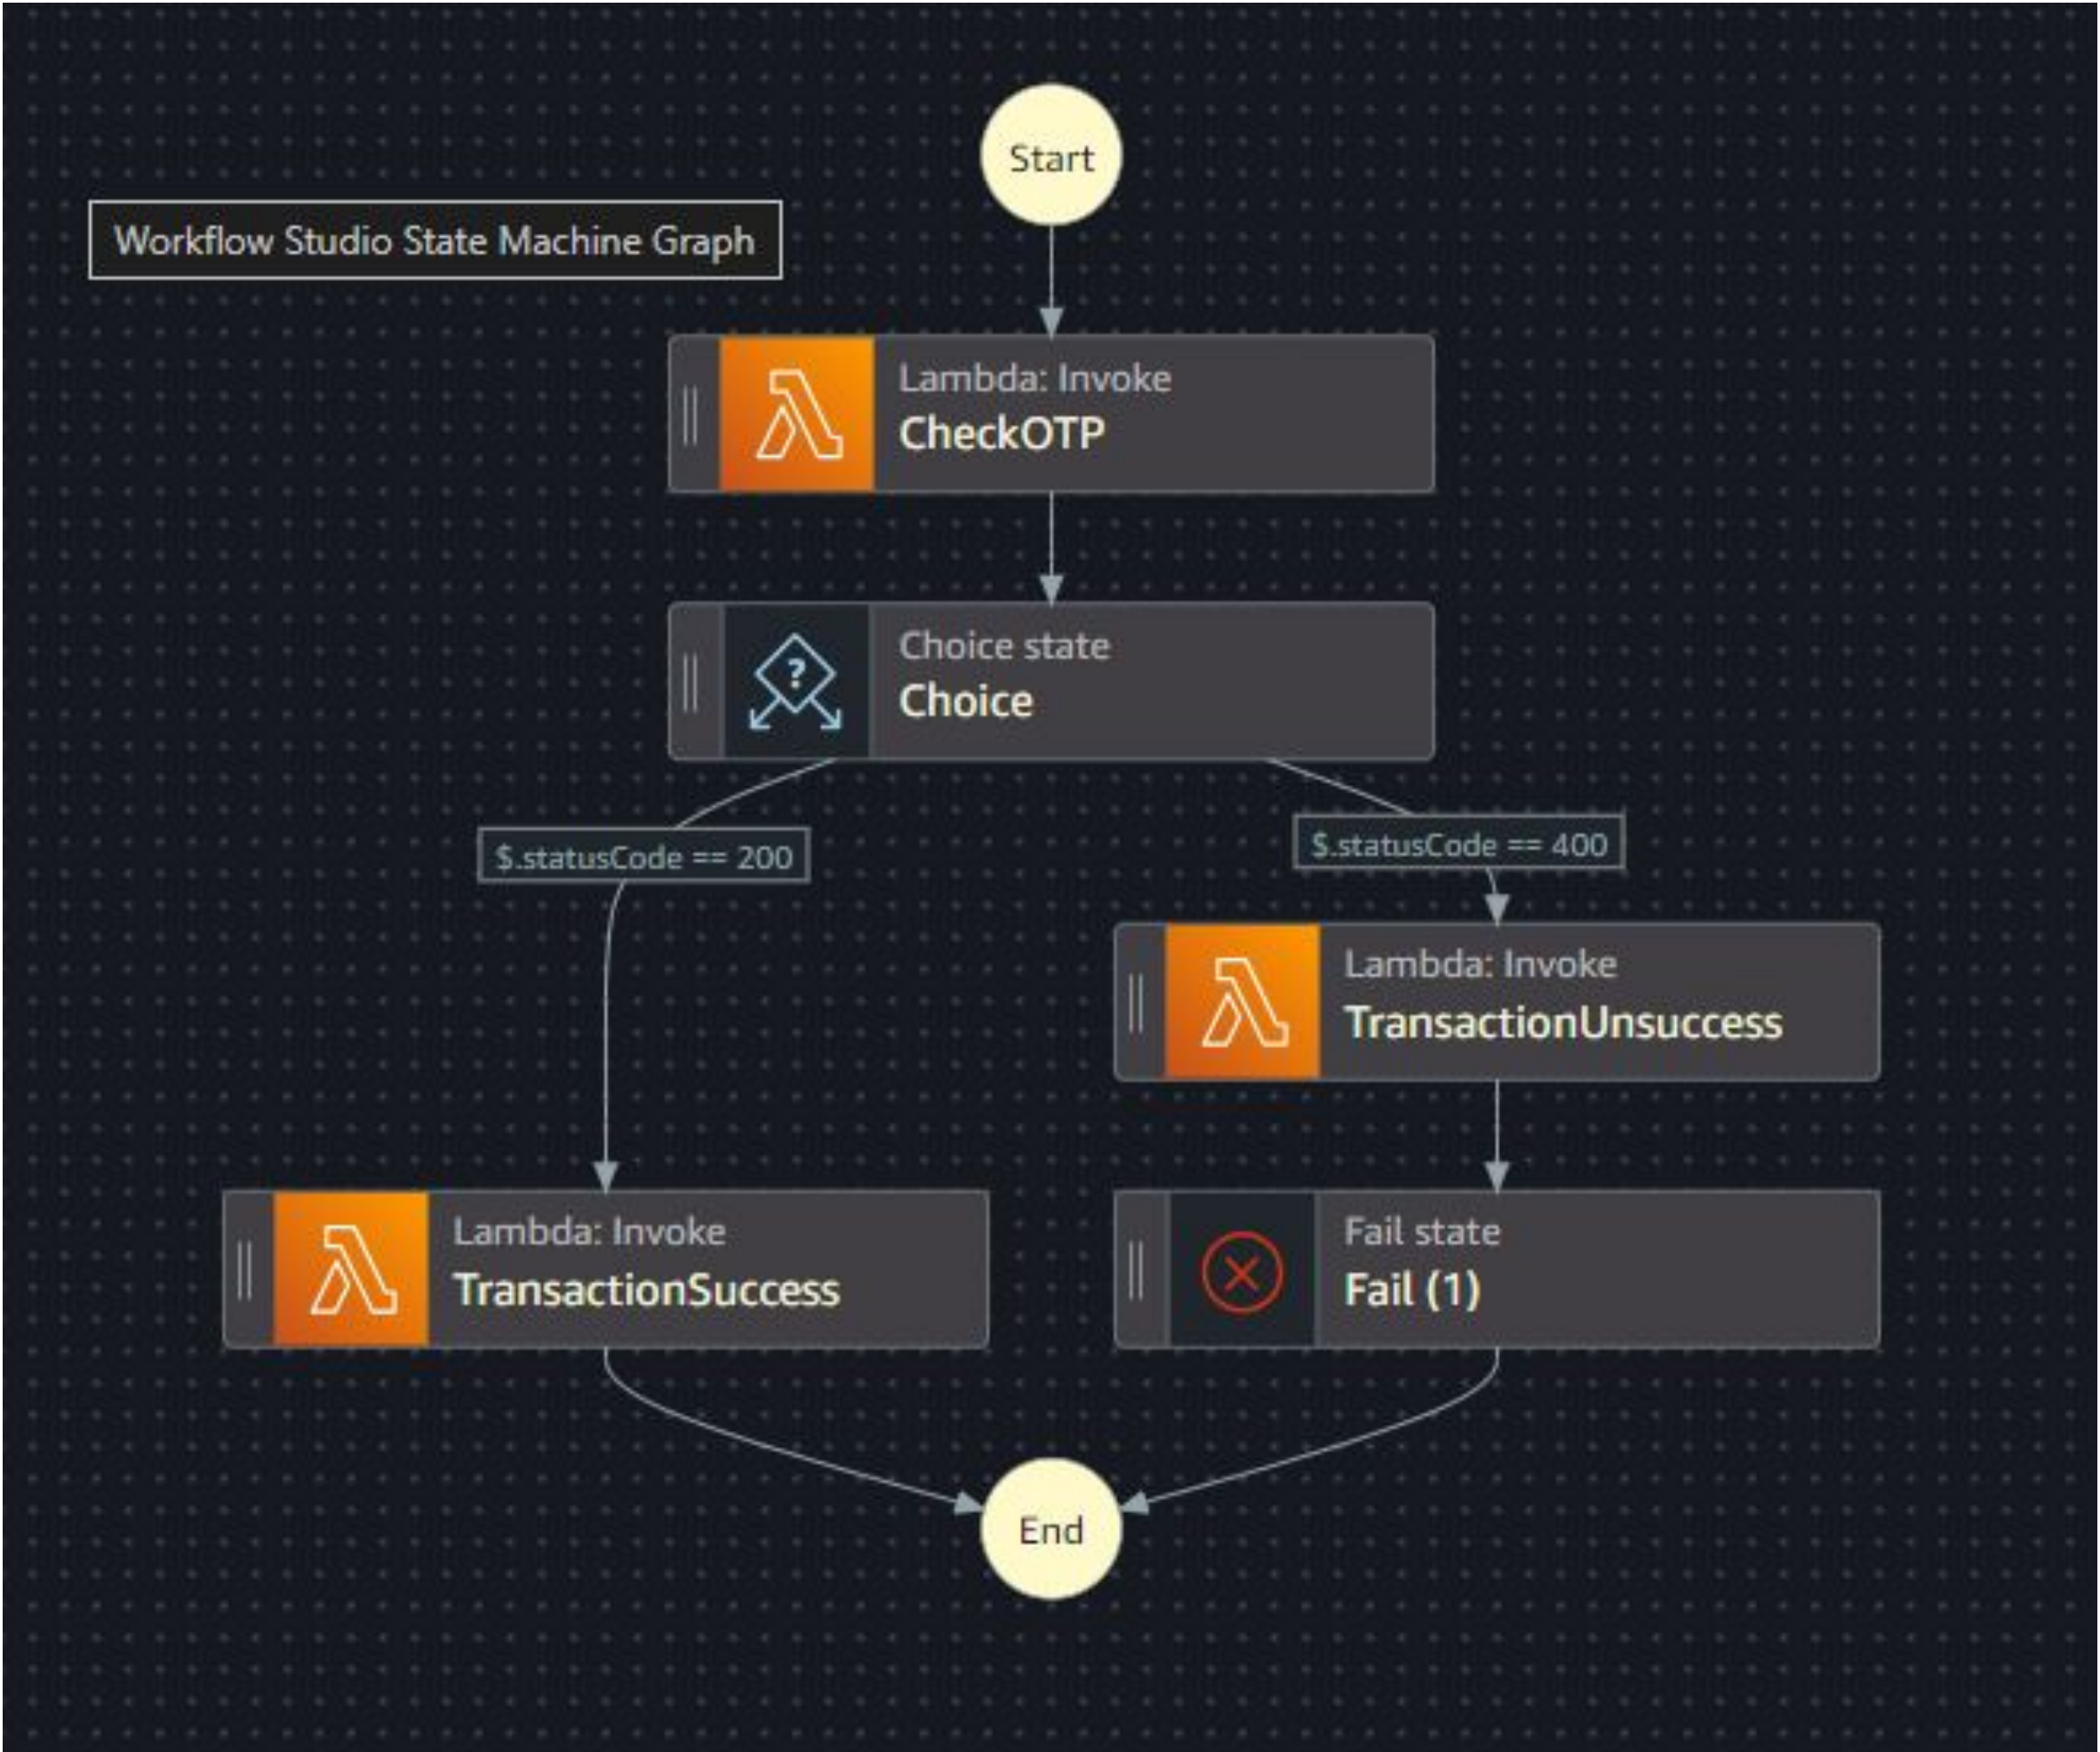 Start
Workflow Studio State Machine Graph
Lambda: Invoke
CheckOTP
Choice state
?
Choice
$.statusCode == 200
$.statusCode == 400
Lambda: Invoke
TransactionUnsuccess
Lambda: Invoke
TransactionSuccess
Fail state
Fail (1)
End